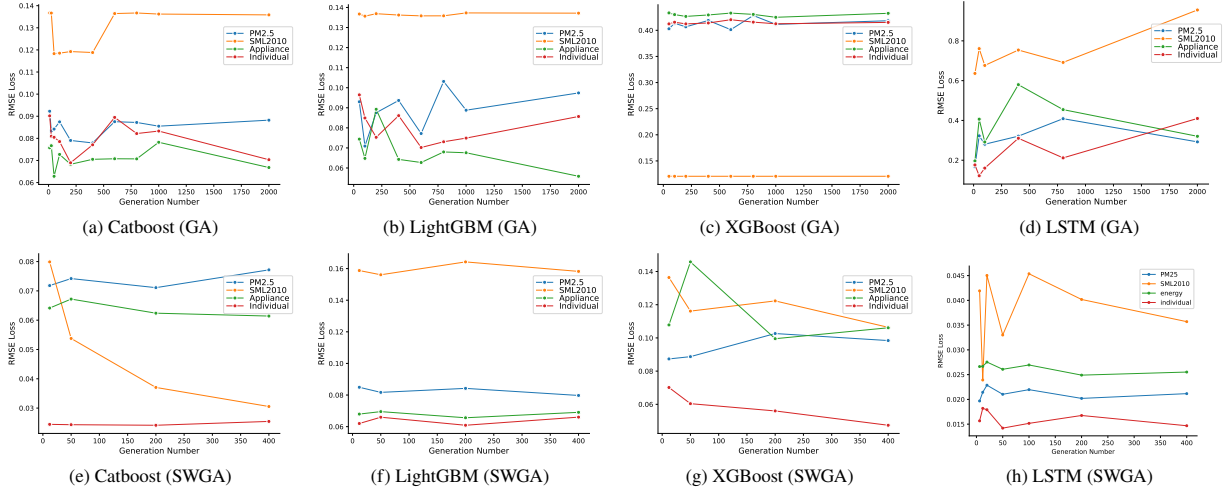 0.14
0.13
0.12
0.11
0.10
0.09
0.08
0.07
0.06
RMSE Loss
0 250 500 750 1000 1250 1500 1750 2000
Generation Number
PM2.5
SML2010
Appliance
Individual
(a) Catboost (GA)
0.14
0.13
0.12
0.11
0.10
0.09
0.08
0.07
0.06
RMSE Loss
0 250 500 750 1000 1250 1500 1750 2000
Generation Number
PM2.5
SML2010
Appliance
Individual
(b) LightGBM (GA)
0.40
0.35
0.30
0.25
0.20
0.15
RMSE Loss
0 250 500 750 1000 1250 1500 1750 2000
Generation Number
PM2.5
SML2010
Appliance
Individual
(c) XGBoost (GA)
0.8
0.6
0.4
0.2
RMSE Loss
0 250 500 750 1000 1250 1500 1750 2000
Generation Number
PM2.5
SML2010
Appliance
Individual
(d) LSTM (GA)
0.08
0.07
0.06
0.05
0.04
0.03
RMSE Loss
0 50 100 150 200 250 300 350 400
Generation Number
PM2.5
SML2010
Appliance
Individual
(e) Catboost (SWGA)
0.16
0.14
0.12
0.10
0.08
0.06
RMSE Loss
0 50 100 150 200 250 300 350 400
Generation Number
PM2.5
SML2010
Appliance
Individual
(f) LightGBM (SWGA)
0.14
0.12
0.10
0.08
0.06
RMSE Loss
0 50 100 150 200 250 300 350 400
Generation Number
PM2.5
SML2010
Appliance
Individual
(g) XGBoost (SWGA)
0.045
0.040
0.035
0.030
0.025
0.020
0.015
RMSE Loss
0 50 100 150 200 250 300 350 400
Generation Number
PM25
SML2010
energy
individual
(h) LSTM (SWGA)